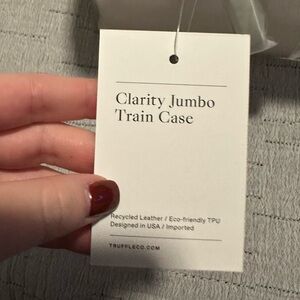 Clarity Jumbo
Train Case
Recycled Leather / Eco-friendly TPU
Designed in USA / Imported
TRUFFLECO.COM